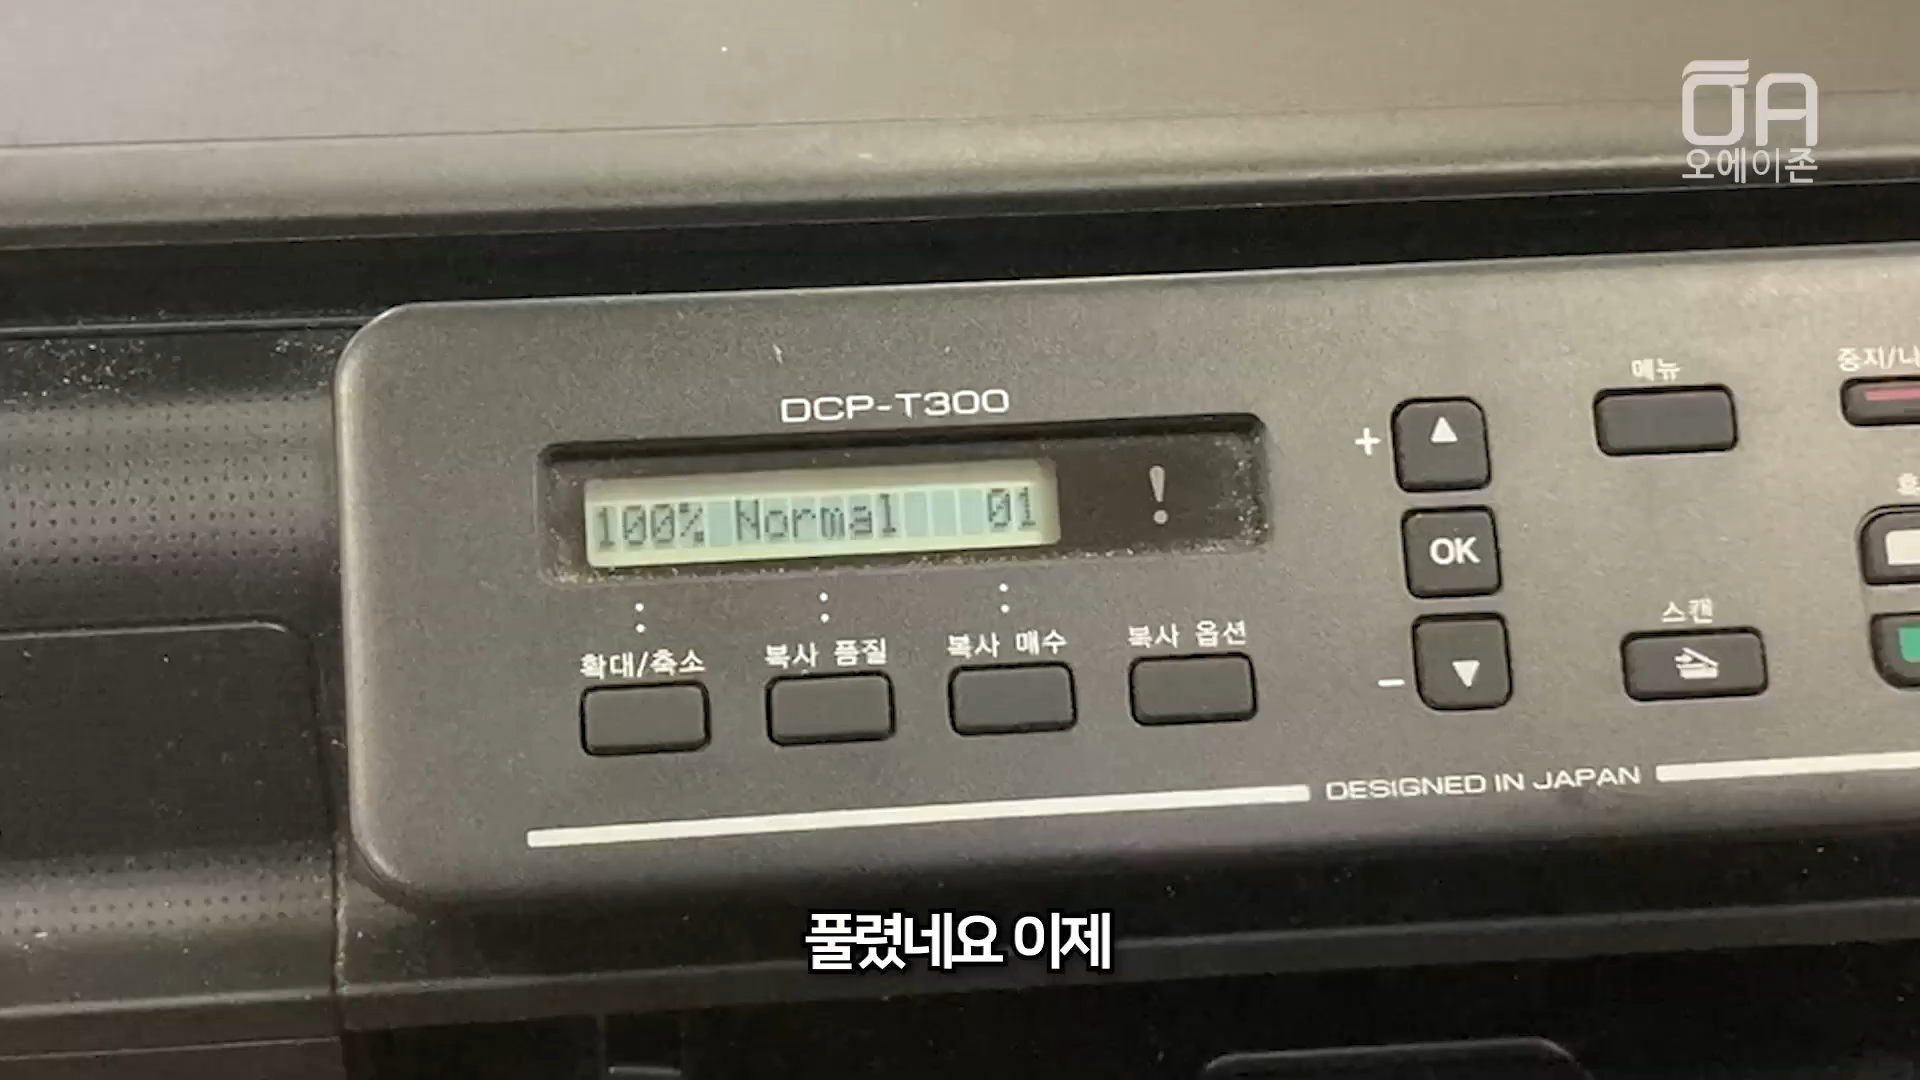 OA
오에이존
DCP-T300
100% Normal 01
확대/축소
복사 품질
복사 매수
복사 옵션
+
OK
-
메뉴
스캔
중지/
DESIGNED IN JAPAN
풀렸네요 이제